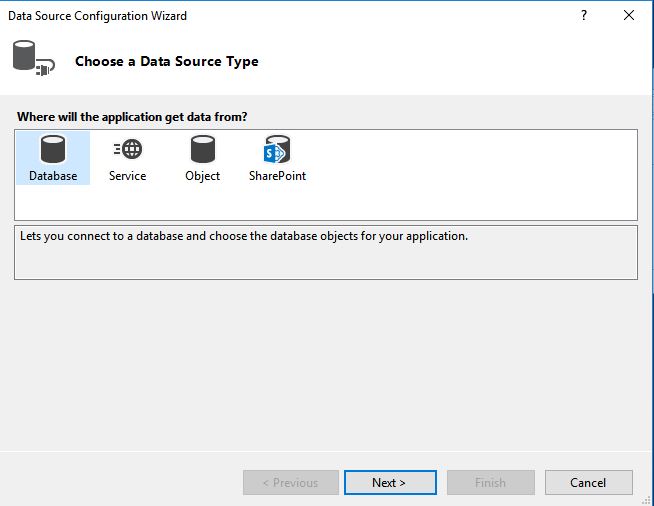 Data Source Configuration Wizard
?
Choose a Data Source Type
Where will the application get data from?
Database Service Object SharePoint
Lets you connect to a database and choose the database objects for your application.
< Previous Next > Finish Cancel